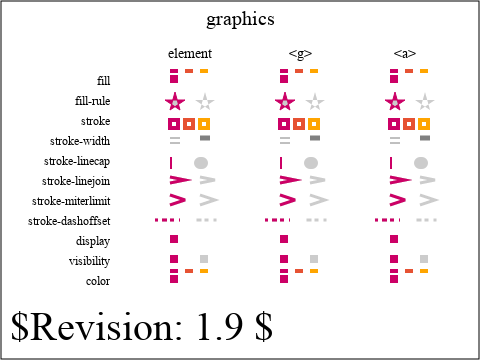 graphics
element <g> <a>
fill
fill-rule
stroke
stroke-width
stroke-linecap
stroke-linejoin
stroke-miterlimit
stroke-dashoffset
display
visibility
color
$Revision: 1.9 $